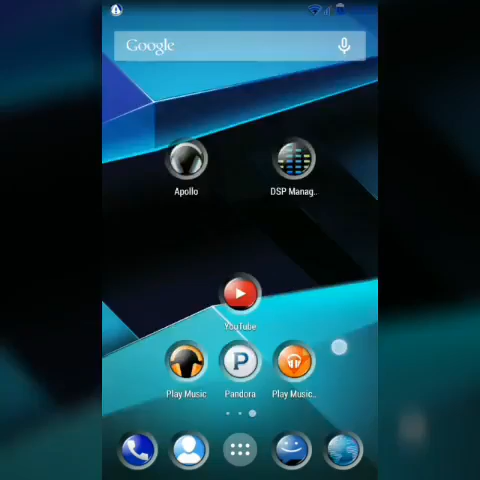 Google
Apollo
DSP Manag..
YouTube
Play Music
Pandora
Play Music..